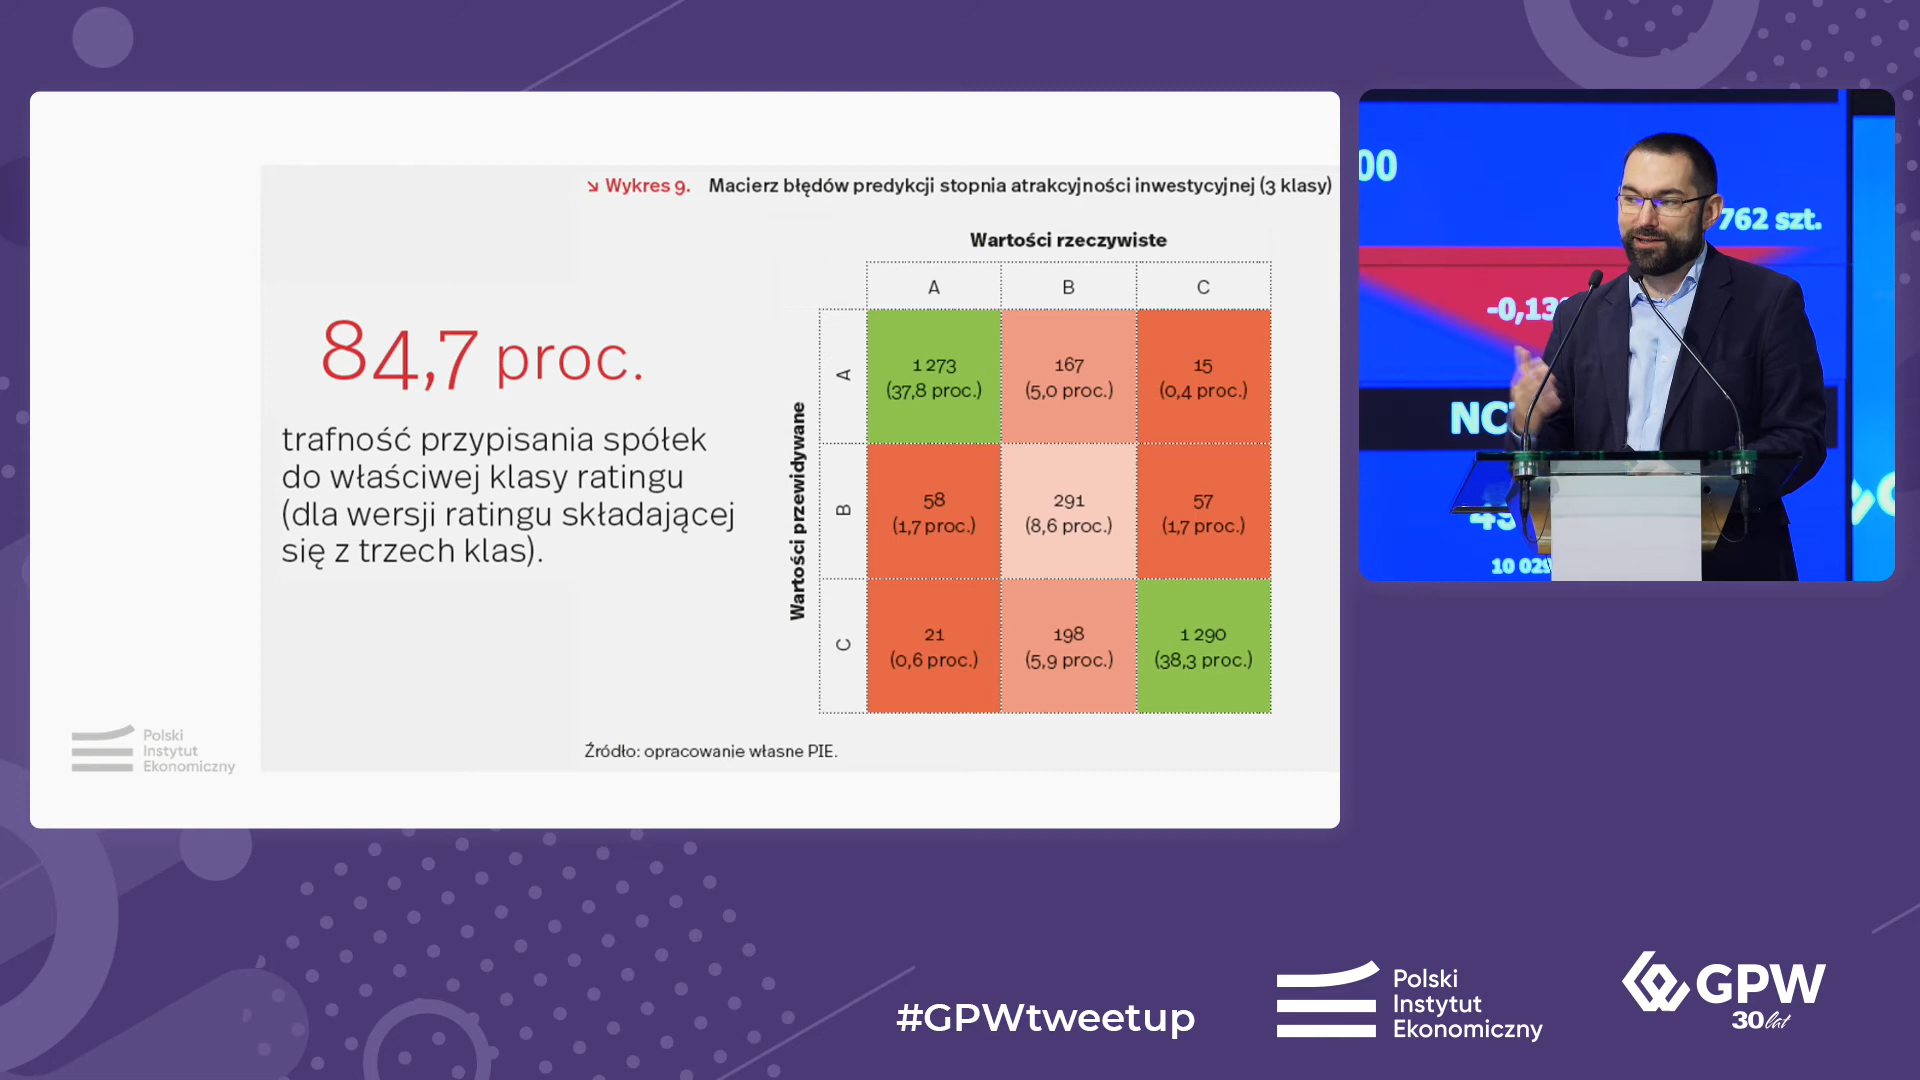 ↘ Wykres 9. Macierz błędów predykcji stopnia atrakcyjności inwestycyjnej (3 klasy)
84,7 proc.
trafność przypisania spółek
do właściwej klasy ratingu
(dla wersji ratingu składającej
się z trzech klas).
Wartości rzeczywiste
A B C
Wartości przewidywane
A
1 273 167 15
(37,8 proc.) (5,0 proc.) (0,4 proc.)
B
58 291 57
(1,7 proc.) (8,6 proc.) (1,7 proc.)
C
21 198 1 290
(0,6 proc.) (5,9 proc.) (38,3 proc.)
Źródło: opracowanie własne PIE.
Polski
Instytut
Ekonomiczny
00
762 szt.
-0,13
NC
10 029
#GPWtweetup
Polski
Instytut
Ekonomiczny
GPW
30 lat